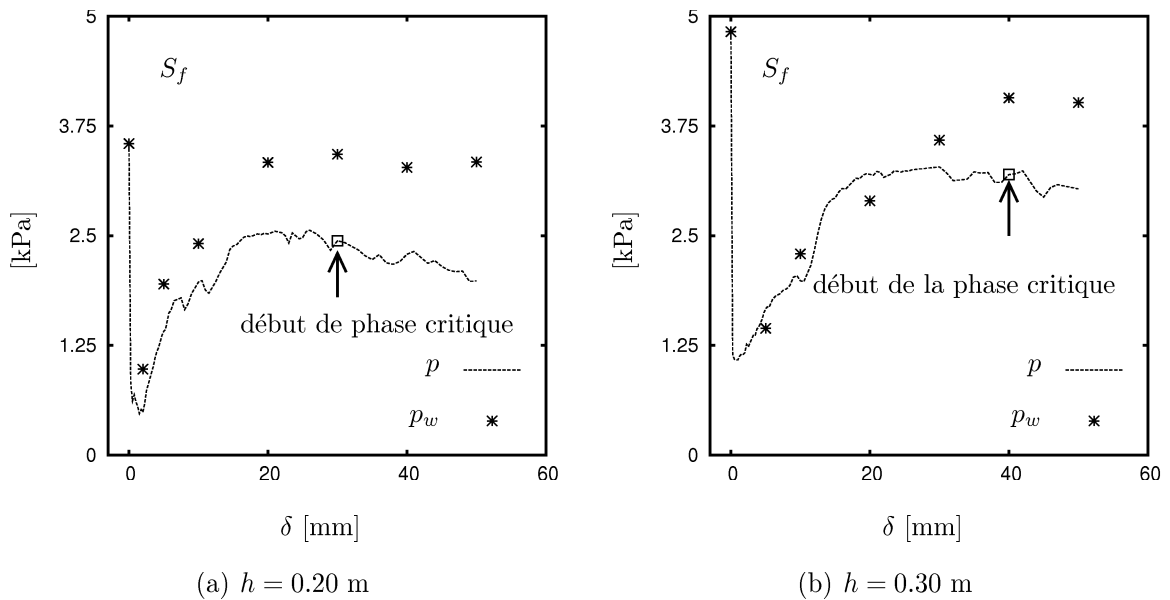 5
3.75
2.5
1.25
0
[kPa]
S_f
début de phase critique
p
p_w
0 20 40 60
δ [mm]
(a) h = 0.20 m
5
3.75
2.5
1.25
0
[kPa]
S_f
début de la phase critique
p
p_w
0 20 40 60
δ [mm]
(b) h = 0.30 m